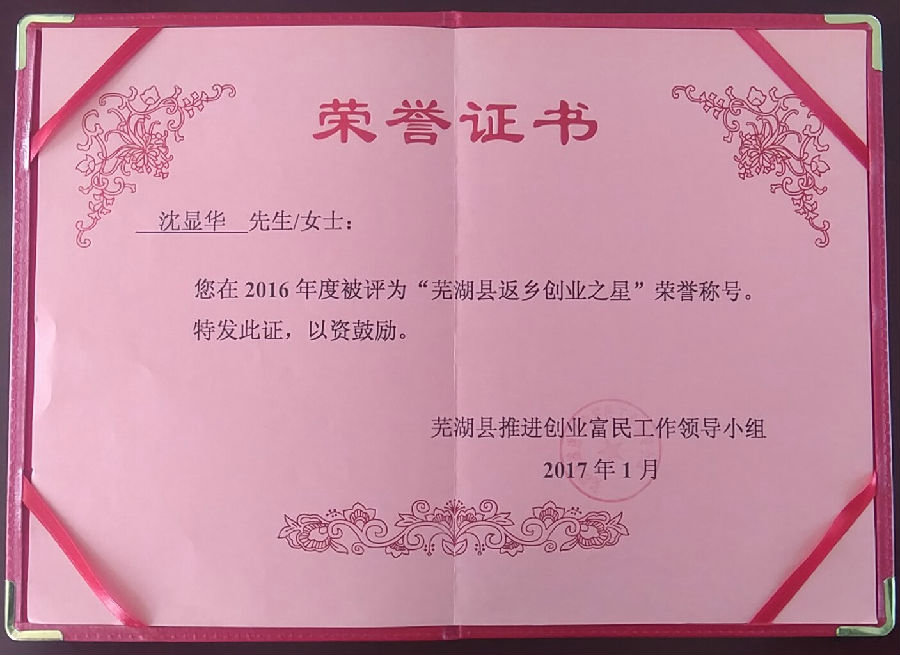 荣誉证书
沈显华 先生/女士：
您在 2016 年度被评为“芜湖县返乡创业之星”荣誉称号。
特发此证，以资鼓励。
芜湖县推进创业富民工作领导小组
2017 年 1 月